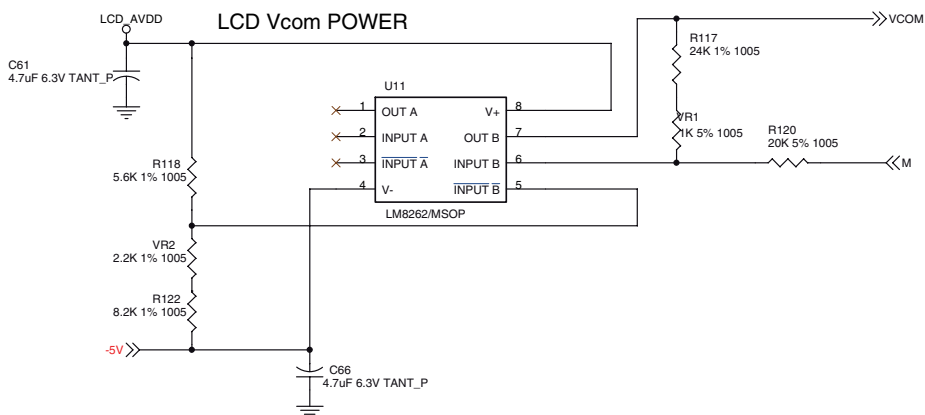 LCD_AVDD
LCD Vcom POWER
C61
4.7uF 6.3V TANT_P
VCOM
R117
24K 1% 1005
U11
1 OUT A
2 INPUT A
3 INPUT A
4 V-
V+ 8
OUT B 7
INPUT B 6
INPUT B 5
LM8262/MSOP
VR1
1K 5% 1005
R120
20K 5% 1005
M
R118
5.6K 1% 1005
VR2
2.2K 1% 1005
R122
8.2K 1% 1005
-5V
C66
4.7uF 6.3V TANT_P